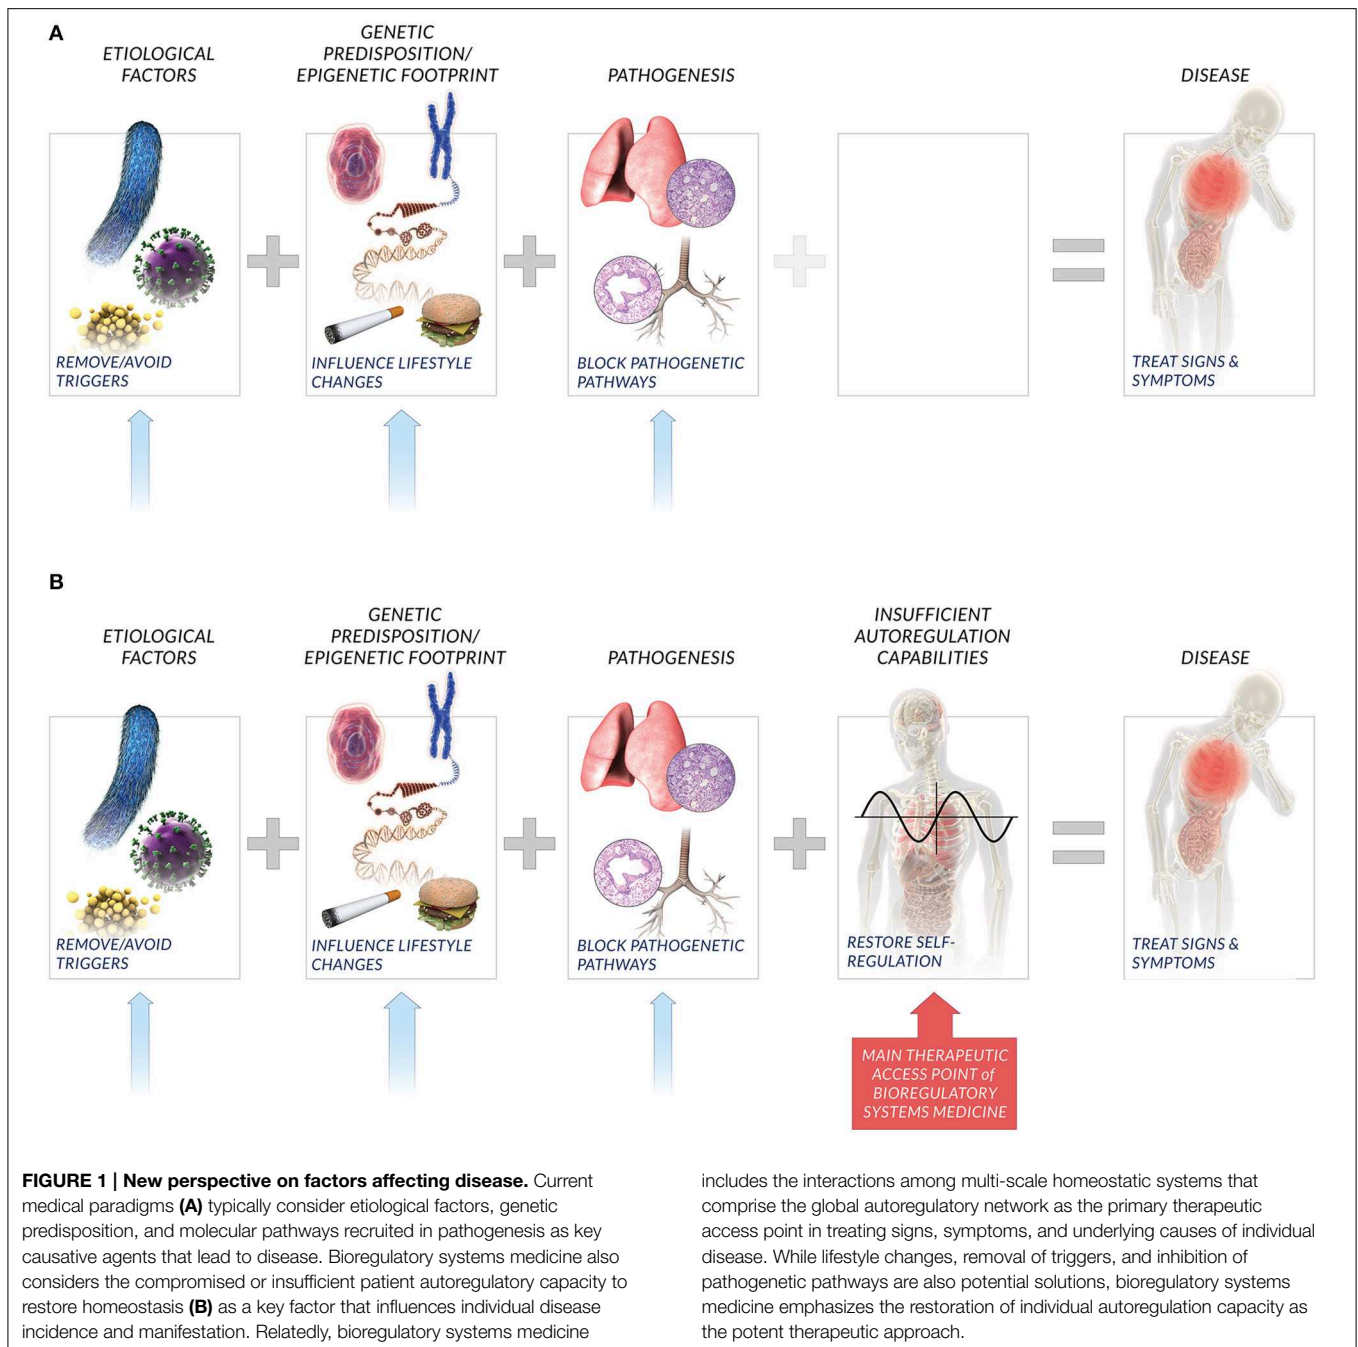 A
ETIOLOGICAL
FACTORS
GENETIC
PREDISPOSITION/
EPIGENETIC FOOTPRINT
PATHOGENESIS
DISEASE
REMOVE/AVOID
TRIGGERS
INFLUENCE LIFESTYLE
CHANGES
BLOCK PATHOGENETIC
PATHWAYS
TREAT SIGNS &
SYMPTOMS
B
ETIOLOGICAL
FACTORS
GENETIC
PREDISPOSITION/
EPIGENETIC FOOTPRINT
PATHOGENESIS
INSUFFICIENT
AUTOREGULATION
CAPABILITIES
DISEASE
REMOVE/AVOID
TRIGGERS
INFLUENCE LIFESTYLE
CHANGES
BLOCK PATHOGENETIC
PATHWAYS
RESTORE SELF-
REGULATION
TREAT SIGNS &
SYMPTOMS
MAIN THERAPEUTIC
ACCESS POINT of
BIOREGULATORY
SYSTEMS MEDICINE
FIGURE 1 | New perspective on factors affecting disease. Current
medical paradigms (A) typically consider etiological factors, genetic
predisposition, and molecular pathways recruited in pathogenesis as key
causative agents that lead to disease. Bioregulatory systems medicine also
considers the compromised or insufficient patient autoregulatory capacity to
restore homeostasis (B) as a key factor that influences individual disease
incidence and manifestation. Relatedly, bioregulatory systems medicine
includes the interactions among multi-scale homeostatic systems that
comprise the global autoregulatory network as the primary therapeutic
access point in treating signs, symptoms, and underlying causes of individual
disease. While lifestyle changes, removal of triggers, and inhibition of
pathogenetic pathways are also potential solutions, bioregulatory systems
medicine emphasizes the restoration of individual autoregulation capacity as
the potent therapeutic approach.